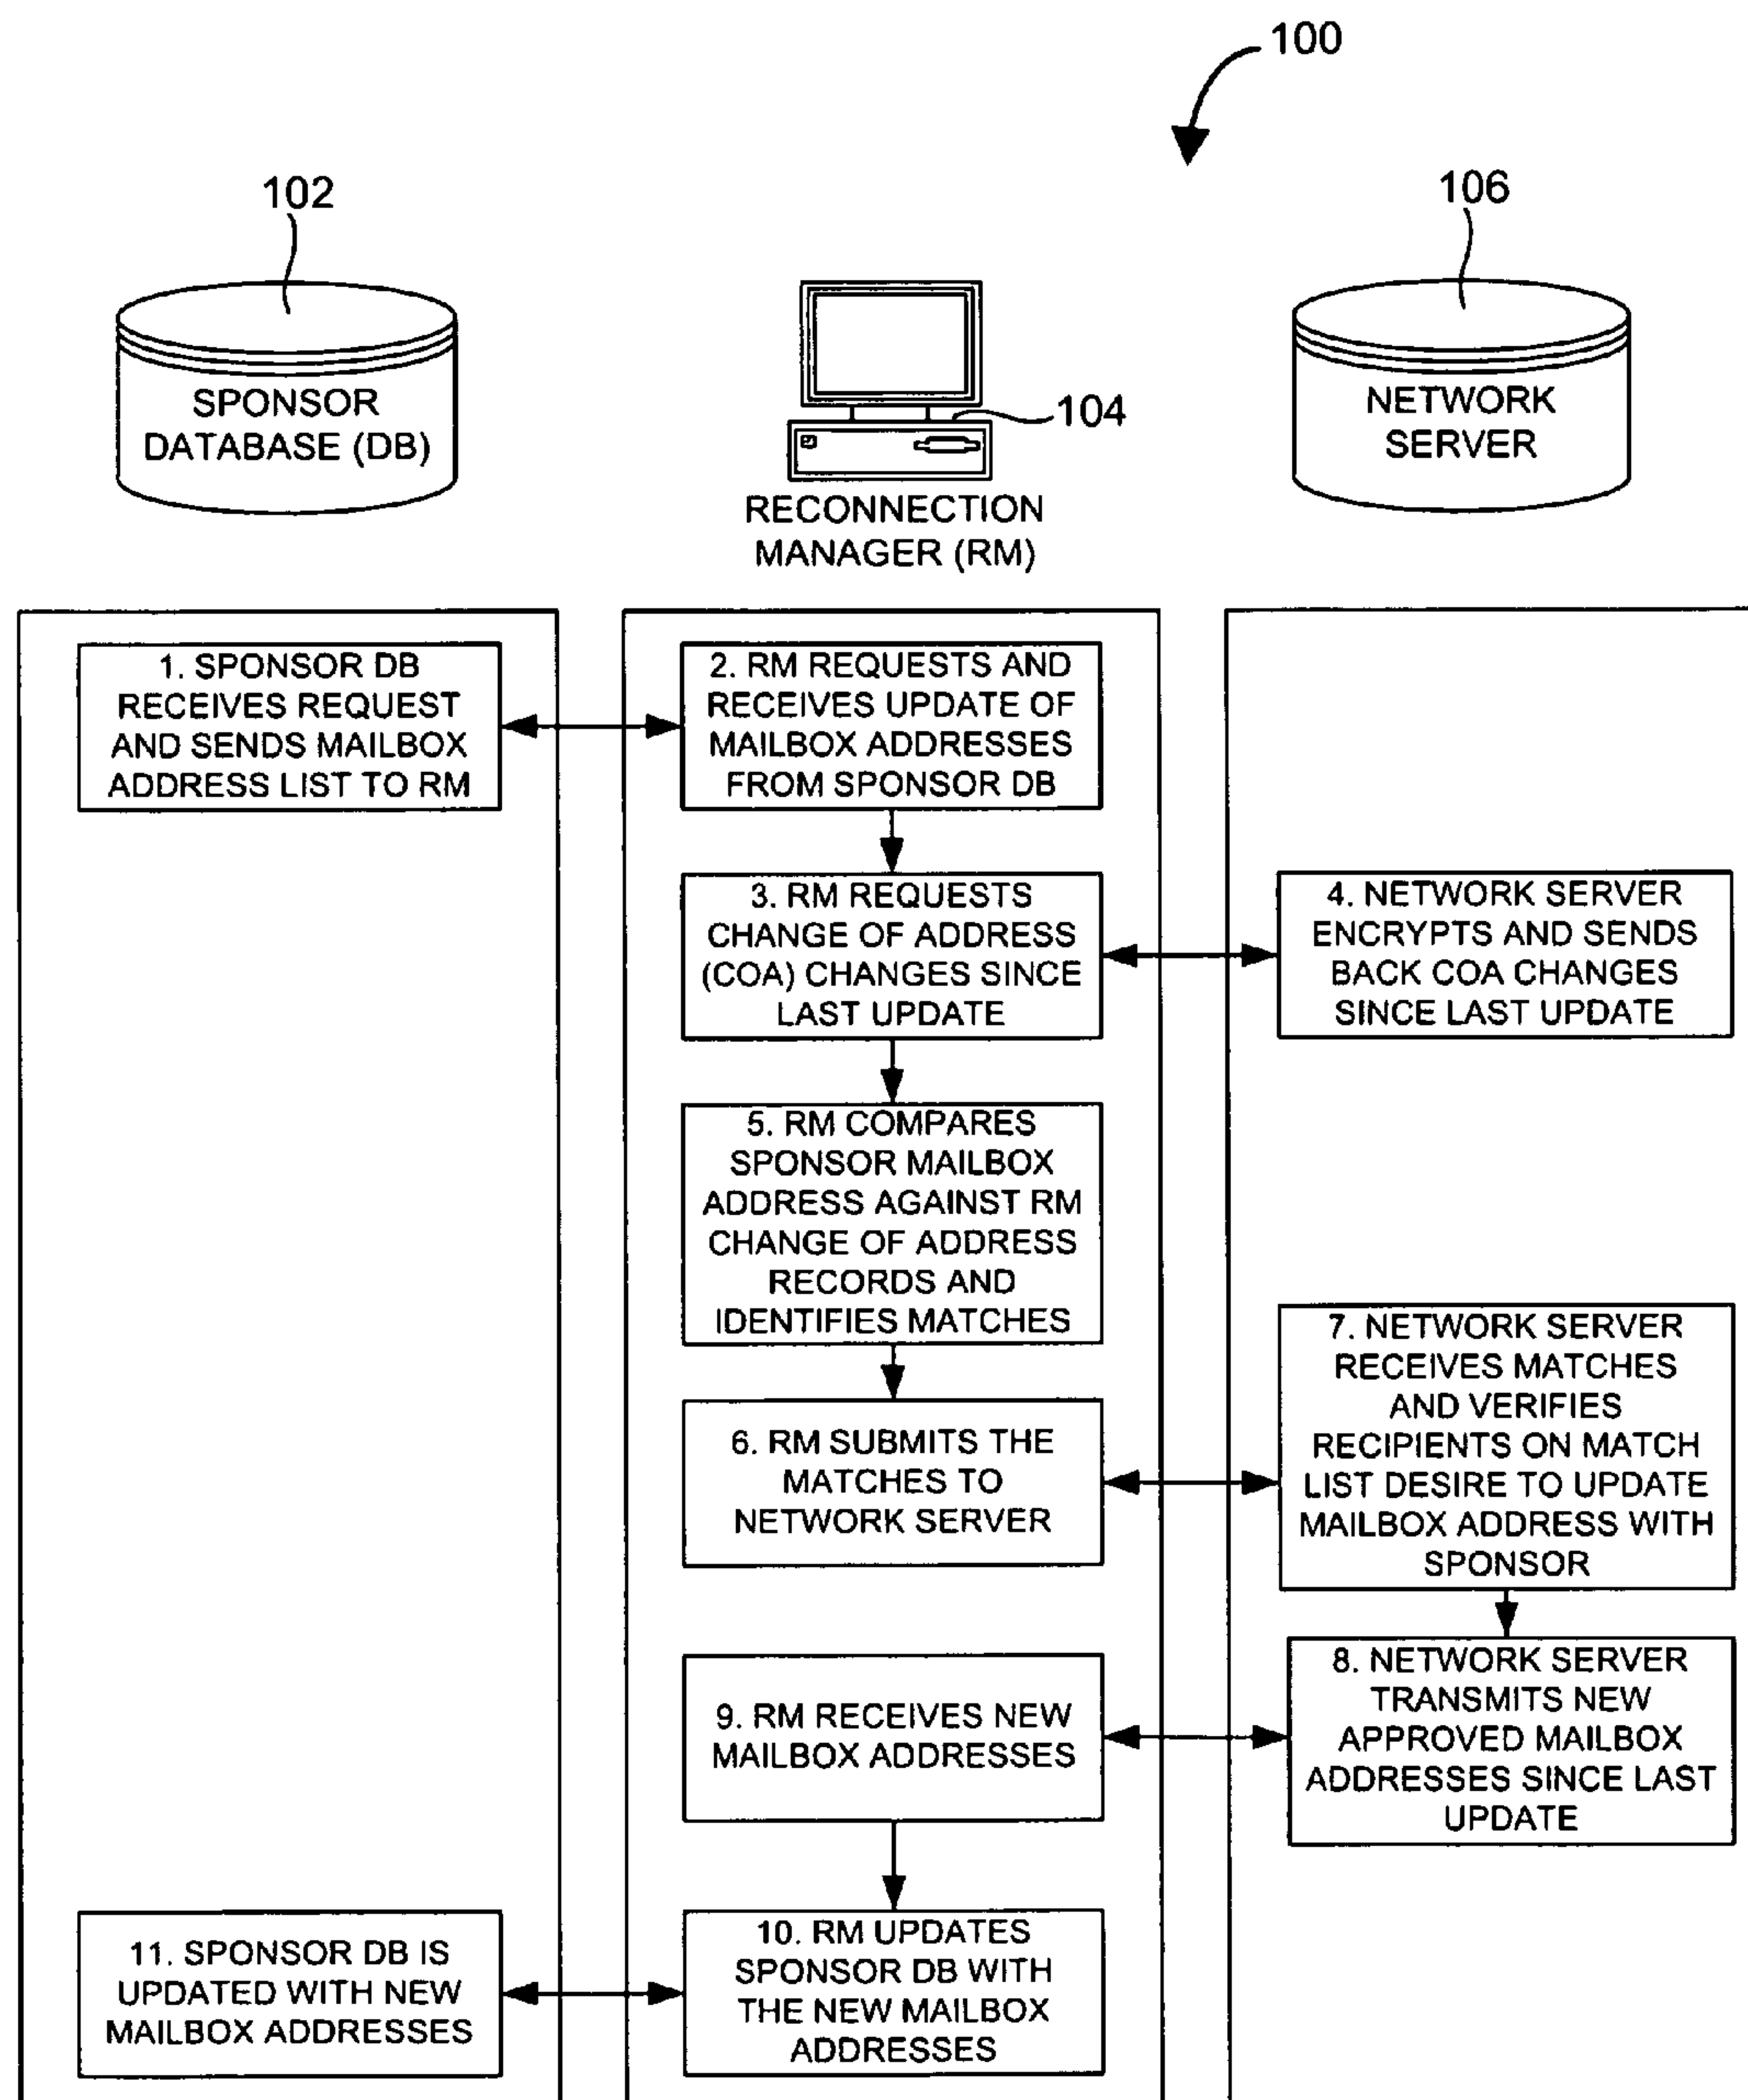 100
102
106
SPONSOR
DATABASE (DB)
104
NETWORK
SERVER
RECONNECTION
MANAGER (RM)
1. SPONSOR DB
RECEIVES REQUEST
AND SENDS MAILBOX
ADDRESS LIST TO RM
2. RM REQUESTS AND
RECEIVES UPDATE OF
MAILBOX ADDRESSES
FROM SPONSOR DB
3. RM REQUESTS
CHANGE OF ADDRESS
(COA) CHANGES SINCE
LAST UPDATE
4. NETWORK SERVER
ENCRYPTS AND SENDS
BACK COA CHANGES
SINCE LAST UPDATE
5. RM COMPARES
SPONSOR MAILBOX
ADDRESS AGAINST RM
CHANGE OF ADDRESS
RECORDS AND
IDENTIFIES MATCHES
6. RM SUBMITS THE
MATCHES TO
NETWORK SERVER
7. NETWORK SERVER
RECEIVES MATCHES
AND VERIFIES
RECIPIENTS ON MATCH
LIST DESIRE TO UPDATE
MAILBOX ADDRESS WITH
SPONSOR
8. NETWORK SERVER
TRANSMITS NEW
APPROVED MAILBOX
ADDRESSES SINCE LAST
UPDATE
9. RM RECEIVES NEW
MAILBOX ADDRESSES
10. RM UPDATES
SPONSOR DB WITH
THE NEW MAILBOX
ADDRESSES
11. SPONSOR DB IS
UPDATED WITH NEW
MAILBOX ADDRESSES